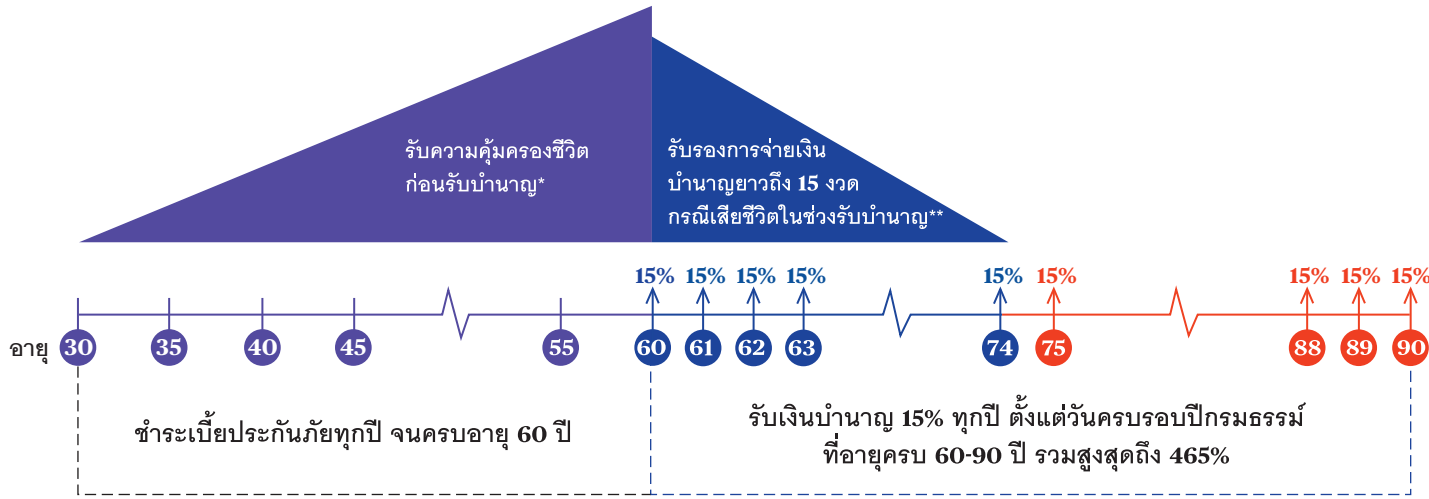 รับความคุ้มครองชีวิต
ก่อนรับบำนาญ*
รับรองการจ่ายเงิน
บำนาญยาวถึง 15 งวด
กรณีเสียชีวิตในช่วงรับบำนาญ**
15% 15% 15% 15% 15% 15% 15% 15% 15%
อายุ 30 35 40 45 55 60 61 62 63 74 75 88 89 90
ชำระเบี้ยประกันภัยทุกปี จนครบอายุ 60 ปี
รับเงินบำนาญ 15% ทุกปี ตั้งแต่วันครบรอบปีกรมธรรม์
ที่อายุครบ 60-90 ปี รวมสูงสุดถึง 465%